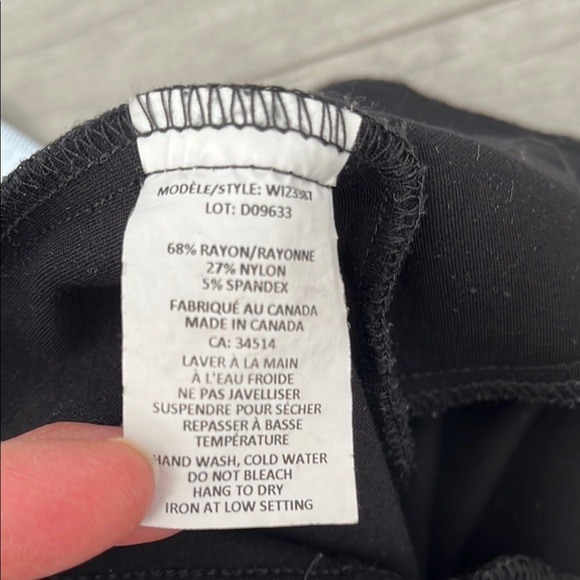 MODÈLE/STYLE:
LOT: D09633
68% RAYON/RAYONNE
27% NYLON
5% SPANDEX
FABRIQUÉ AU CANADA
MADE IN CANADA
CA: 34514
LAVER À LA MAIN
À L'EAU FROIDE
NE PAS JAVELLISER
SUSPENDRE POUR SÉCHER
REPASSER À BASSE
TEMPÉRATURE
HAND WASH, COLD WATER
DO NOT BLEACH
HANG TO DRY
IRON AT LOW SETTING